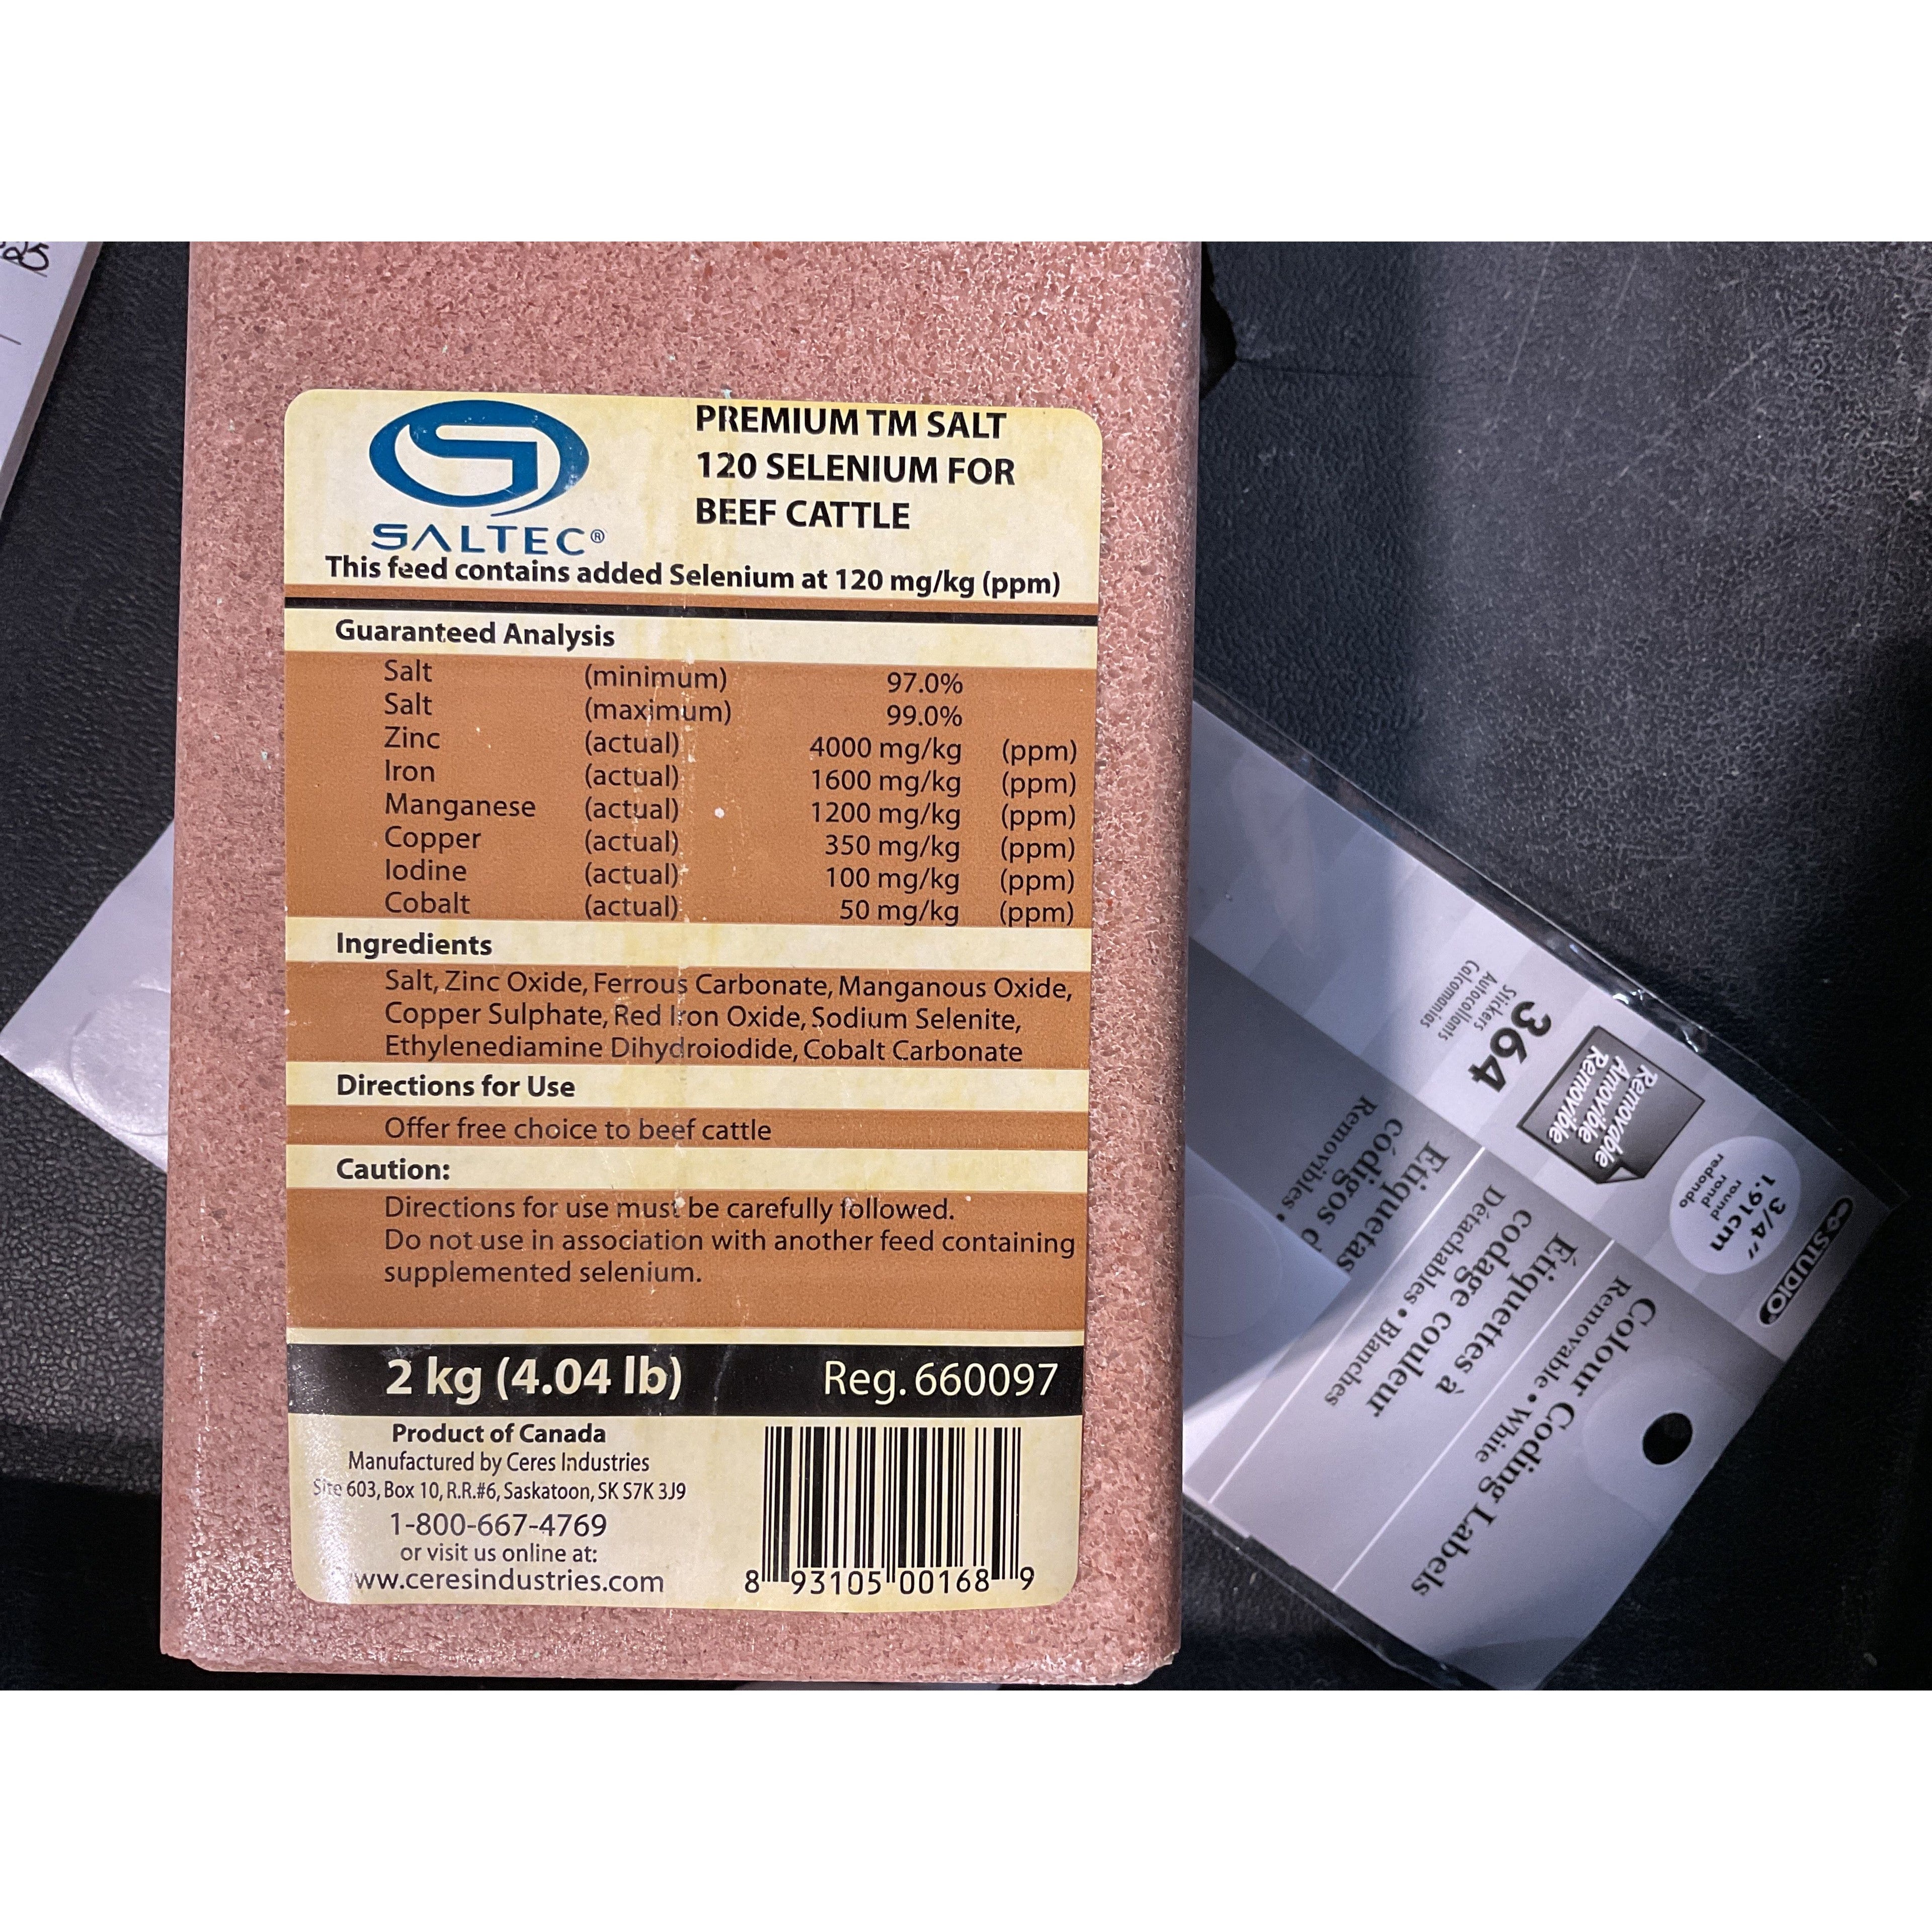 25
SALTEC®
PREMIUM TM SALT
120 SELENIUM FOR
BEEF CATTLE
This feed contains added Selenium at 120 mg/kg (ppm)
Guaranteed Analysis
Salt (minimum) 97.0%
Salt (maximum) 99.0%
Zinc (actual) 4000 mg/kg (ppm)
Iron (actual) 1600 mg/kg (ppm)
Manganese (actual) 1200 mg/kg (ppm)
Copper (actual) 350 mg/kg (ppm)
Iodine (actual) 100 mg/kg (ppm)
Cobalt (actual) 50 mg/kg (ppm)
Ingredients
Salt, Zinc Oxide, Ferrous Carbonate, Manganous Oxide,
Copper Sulphate, Red Iron Oxide, Sodium Selenite,
Ethylenediamine Dihydroiodide, Cobalt Carbonate
Directions for Use
Offer free choice to beef cattle
Caution:
Directions for use must be carefully followed.
Do not use in association with another feed containing
supplemented selenium.
2 kg (4.04 lb) Reg. 660097
Product of Canada
Manufactured by Ceres Industries
Site 603, Box 10, R.R.#6, Saskatoon, SK S7K 3J9
1-800-667-4769
or visit us online at:
www.ceresindustries.com
8 93105 00168 9
STUDIO
3/4"
1.91 cm
round
rond
redondo
Removable
Amovible
Removible
364
Stickers
Autocollants
Calcomanías
Colour Coding Labels
Removable • White
Étiquettes à
codage couleur
Détachables • Blanches
Etiquetas
códigos d
Removibles •